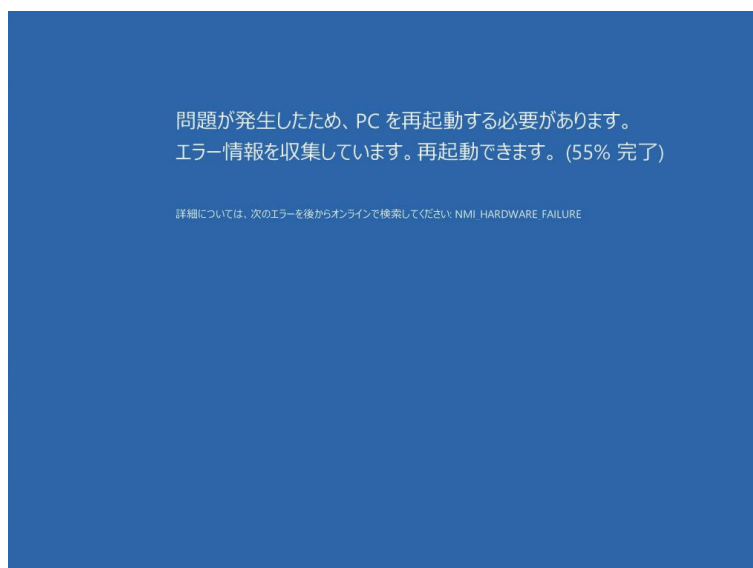 問題が発生したため、PC を再起動する必要があります。
エラー情報を収集しています。再起動できます。 (55% 完了)
詳細については、次のエラーを後からオンラインで検索してください: NMI_HARDWARE_FAILURE